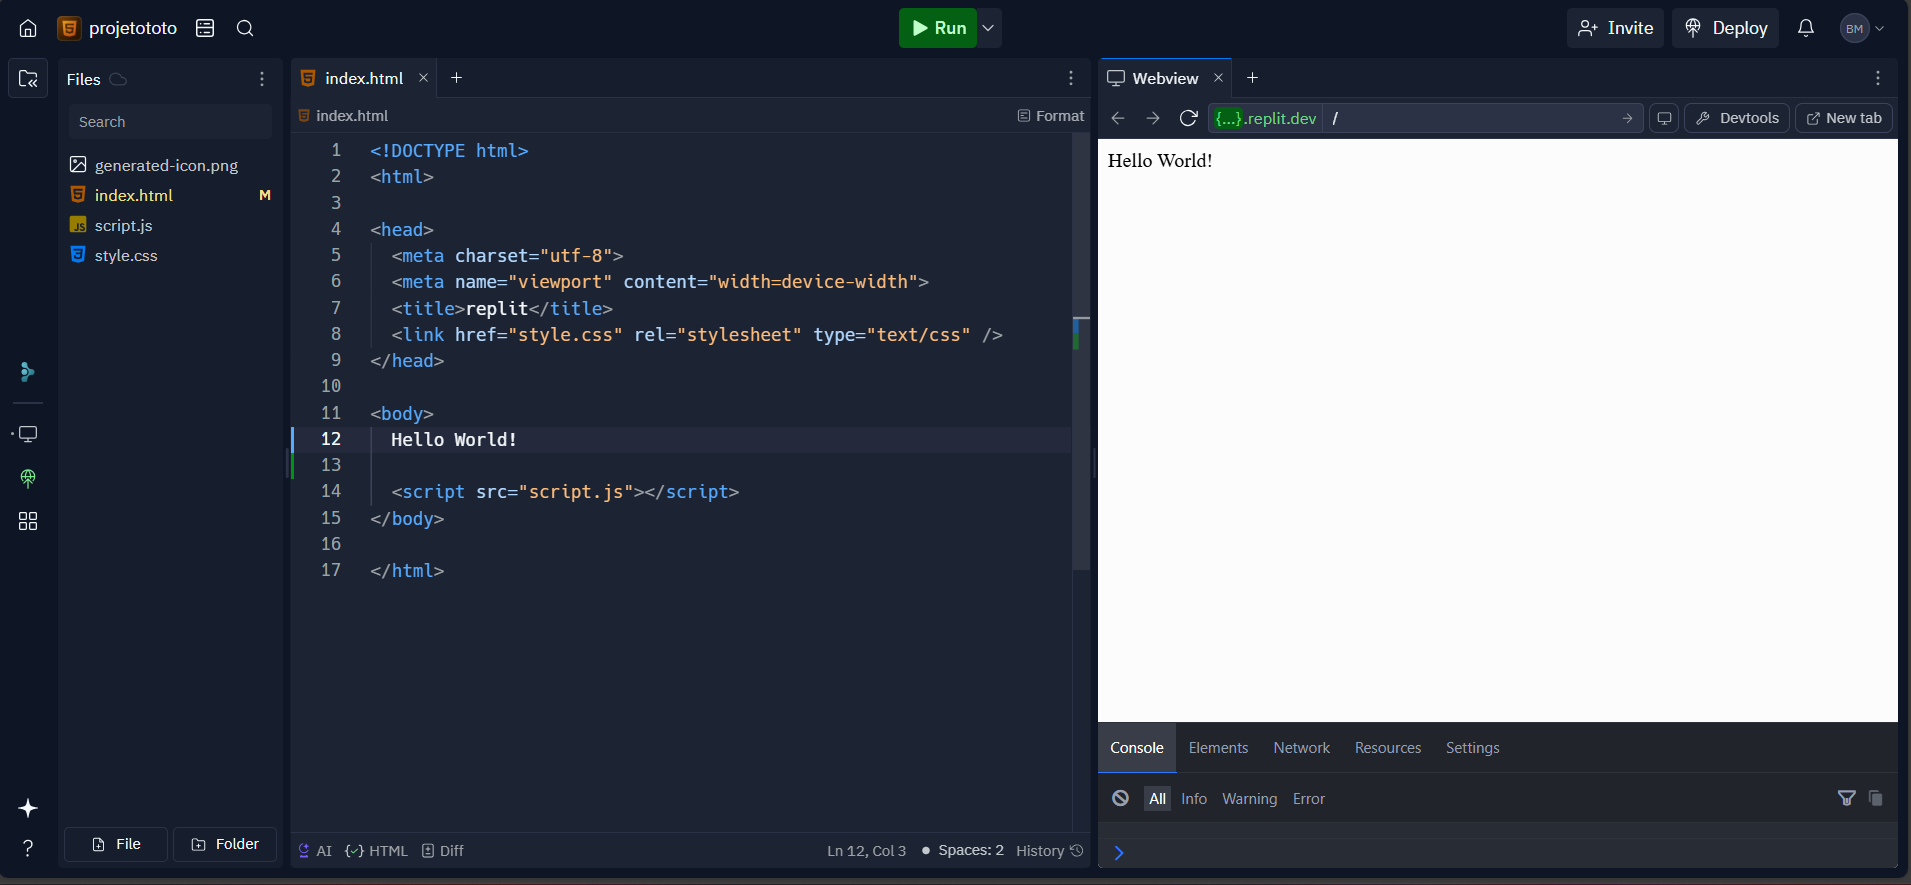 projetototo
Run
Invite
Deploy
BM
Files
index.html
Webview
index.html
Format
{...}.replit.dev /
Devtools
New tab
Search
generated-icon.png
index.html M
script.js
style.css
1 <!DOCTYPE html>
2 <html>
3
4 <head>
5 <meta charset="utf-8">
6 <meta name="viewport" content="width=device-width">
7 <title>replit</title>
8 <link href="style.css" rel="stylesheet" type="text/css" />
9 </head>
10
11 <body>
12 Hello World!
13
14 <script src="script.js"></script>
15 </body>
16
17 </html>
Hello World!
Console Elements Network Resources Settings
All Info Warning Error
File Folder
AI HTML Diff
Ln 12, Col 3 Spaces: 2 History